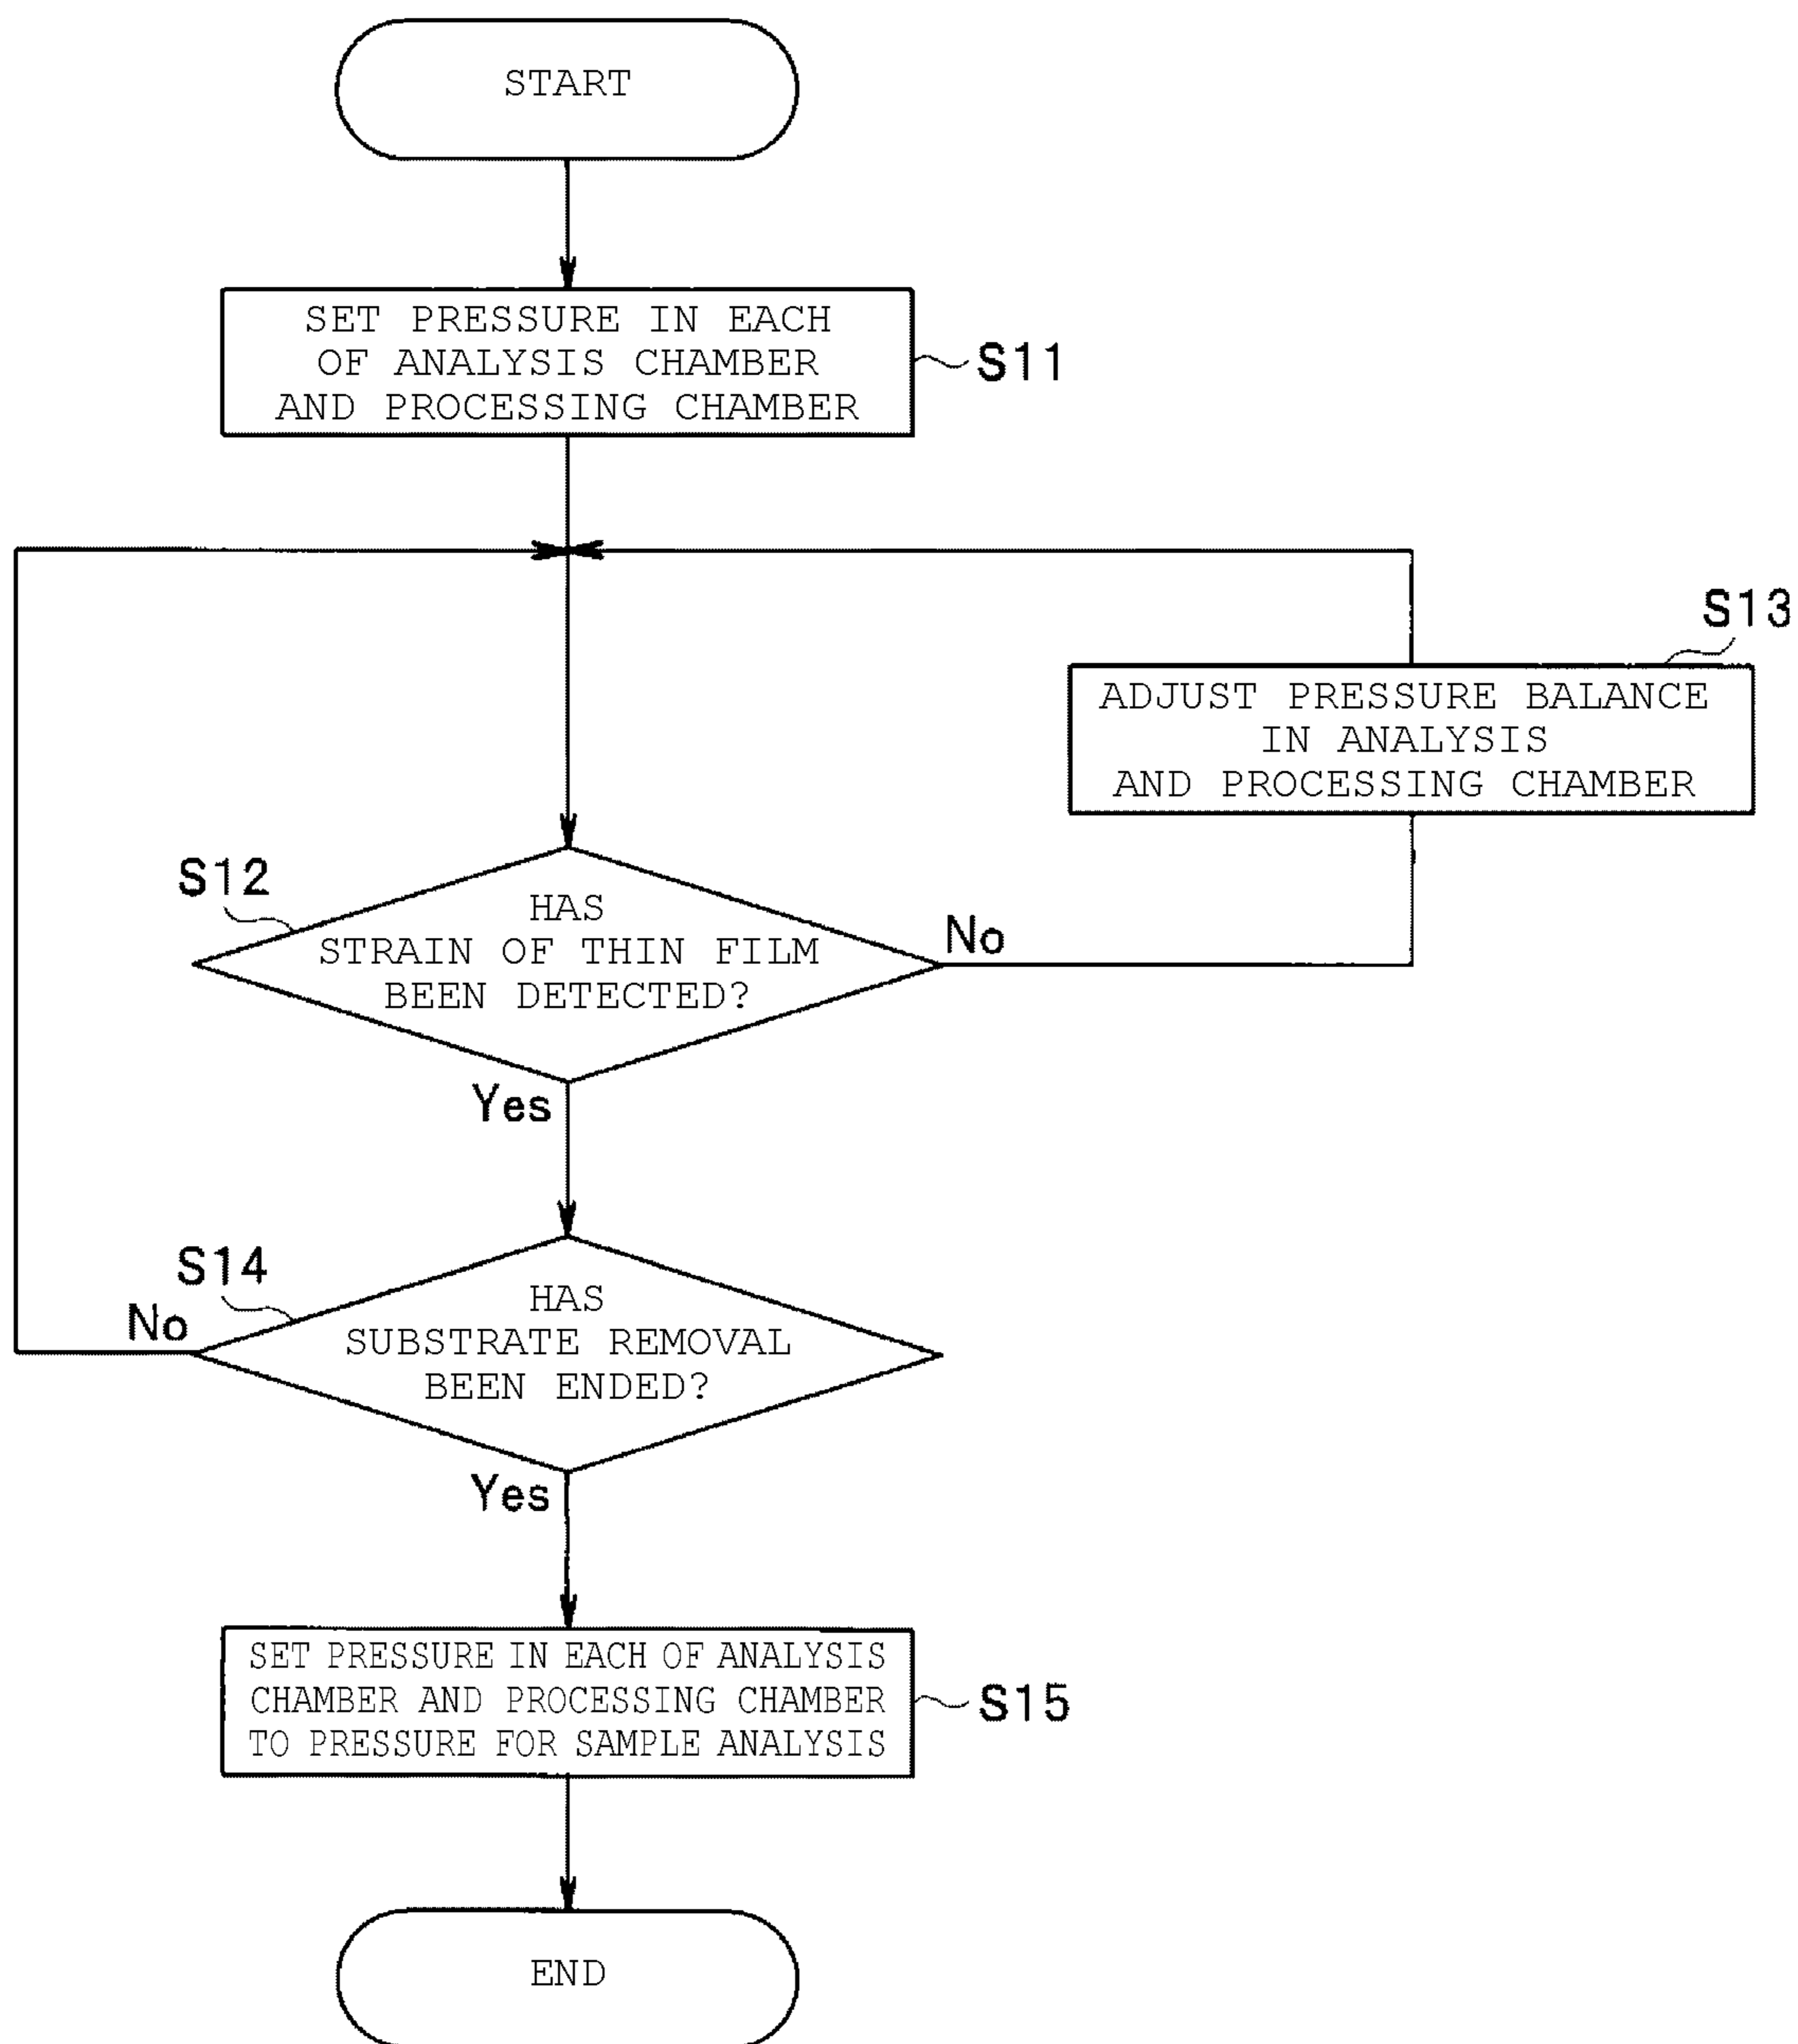 START
SET PRESSURE IN EACH
OF ANALYSIS CHAMBER
AND PROCESSING CHAMBER
S11
S13
ADJUST PRESSURE BALANCE
IN ANALYSIS
AND PROCESSING CHAMBER
S12
HAS
STRAIN OF THIN FILM
BEEN DETECTED?
No
Yes
S14
HAS
SUBSTRATE REMOVAL
BEEN ENDED?
No
Yes
SET PRESSURE IN EACH OF ANALYSIS
CHAMBER AND PROCESSING CHAMBER
TO PRESSURE FOR SAMPLE ANALYSIS
S15
END